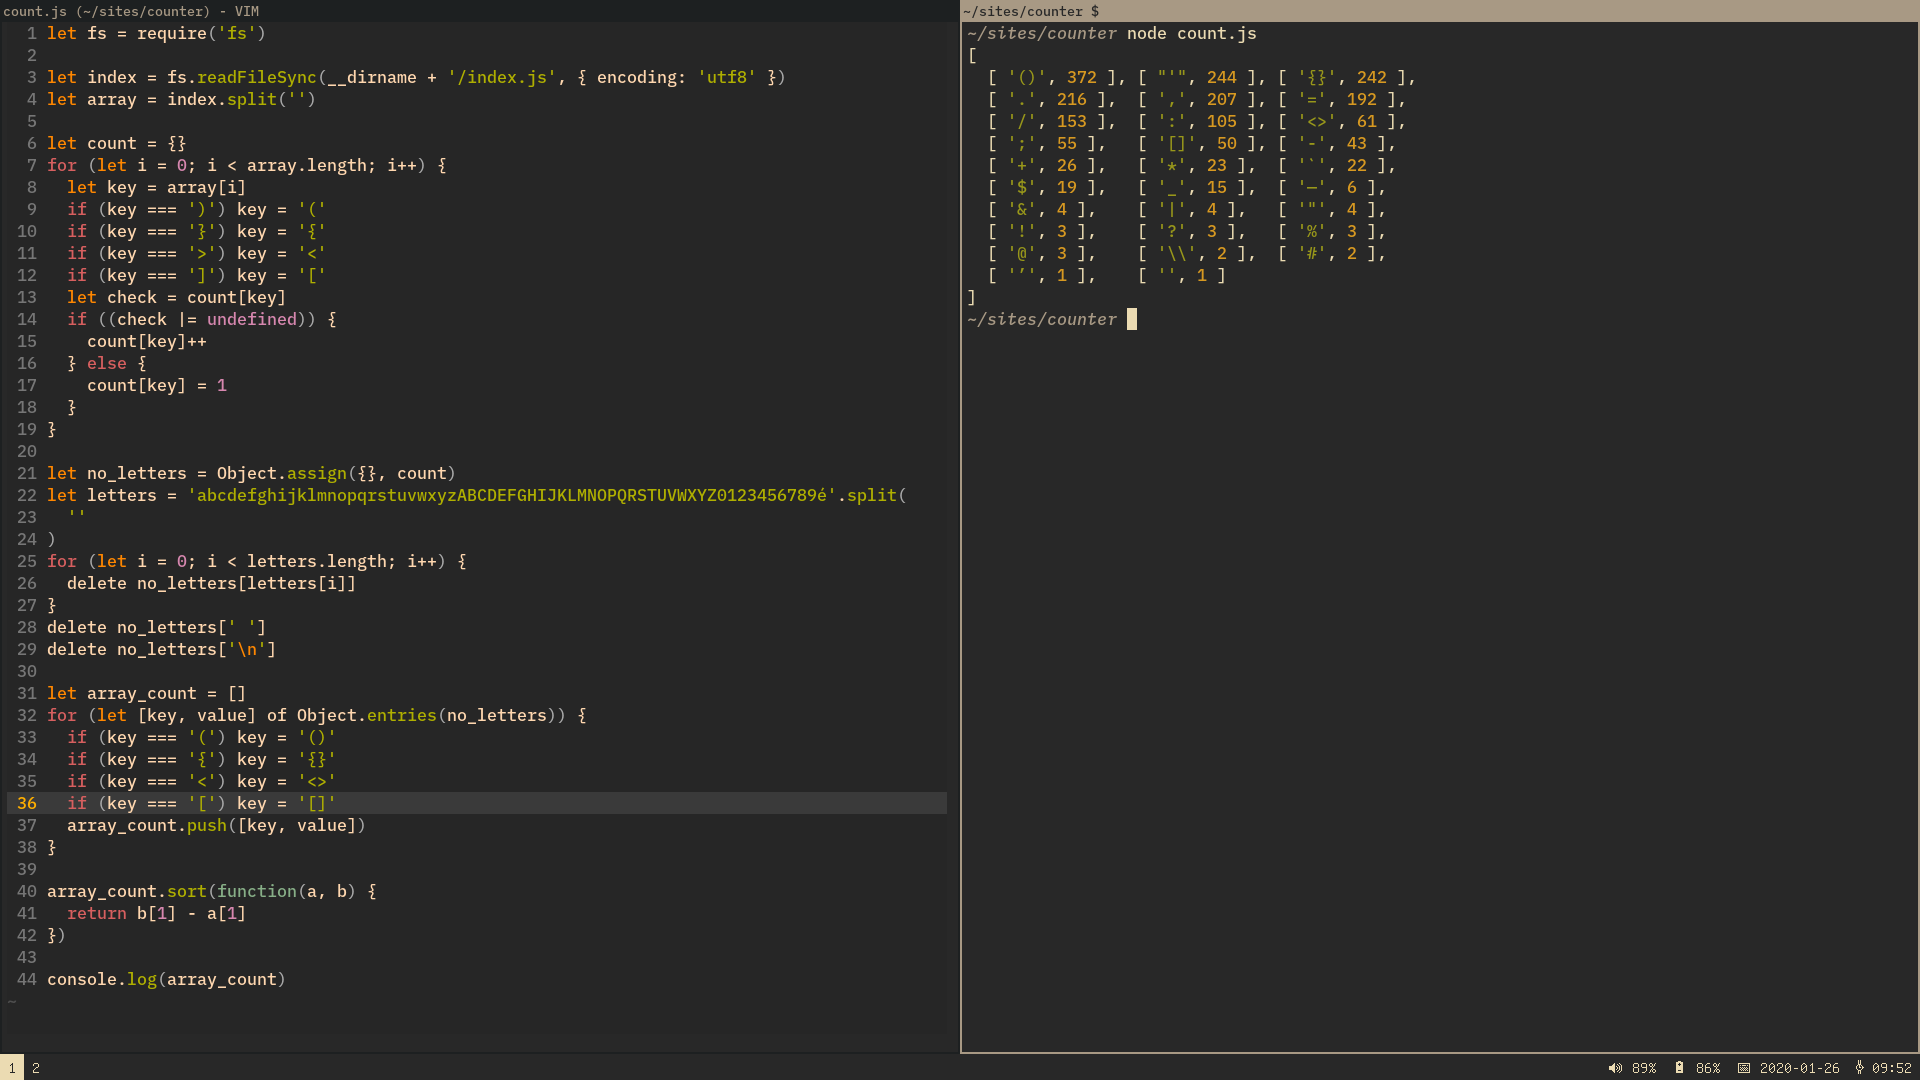 count.js (~/sites/counter) - VIM
1 let fs = require('fs')
2
3 let index = fs.readFileSync(__dirname + '/index.js', { encoding: 'utf8' })
4 let array = index.split('')
5
6 let count = {}
7 for (let i = 0; i < array.length; i++) {
8   let key = array[i]
9   if (key === ')') key = '('
10   if (key === '}') key = '{'
11   if (key === '>') key = '<'
12   if (key === ']') key = '['
13   let check = count[key]
14   if ((check |= undefined)) {
15     count[key]++
16   } else {
17     count[key] = 1
18   }
19 }
20
21 let no_letters = Object.assign({}, count)
22 let letters = 'abcdefghijklmnopqrstuvwxyzABCDEFGHIJKLMNOPQRSTUVWXYZ0123456789é'.split(
23   ''
24 )
25 for (let i = 0; i < letters.length; i++) {
26   delete no_letters[letters[i]]
27 }
28 delete no_letters[' ']
29 delete no_letters['\n']
30
31 let array_count = []
32 for (let [key, value] of Object.entries(no_letters)) {
33   if (key === '(') key = '()'
34   if (key === '{') key = '{}'
35   if (key === '<') key = '<>'
36   if (key === '[') key = '[]'
37   array_count.push([key, value])
38 }
39
40 array_count.sort(function(a, b) {
41   return b[1] - a[1]
42 })
43
44 console.log(array_count)
~
~/sites/counter $
~/sites/counter node count.js
[
  [ '()', 372 ], [ "'", 244 ], [ '{}', 242 ],
  [ '.', 216 ],  [ ',', 207 ], [ '=', 192 ],
  [ '/', 153 ],  [ ':', 105 ], [ '<>', 61 ],
  [ ';', 55 ],   [ '[]', 50 ], [ '-', 43 ],
  [ '+', 26 ],   [ '*', 23 ],  [ '`', 22 ],
  [ '$', 19 ],   [ '_', 15 ],  [ '—', 6 ],
  [ '&', 4 ],    [ '|', 4 ],   [ '"', 4 ],
  [ '!', 3 ],    [ '?', 3 ],   [ '%', 3 ],
  [ '@', 3 ],    [ '\\', 2 ],  [ '#', 2 ],
  [ '’', 1 ],    [ '', 1 ]
]
~/sites/counter
1 2
89% 86% 2020-01-26 09:52